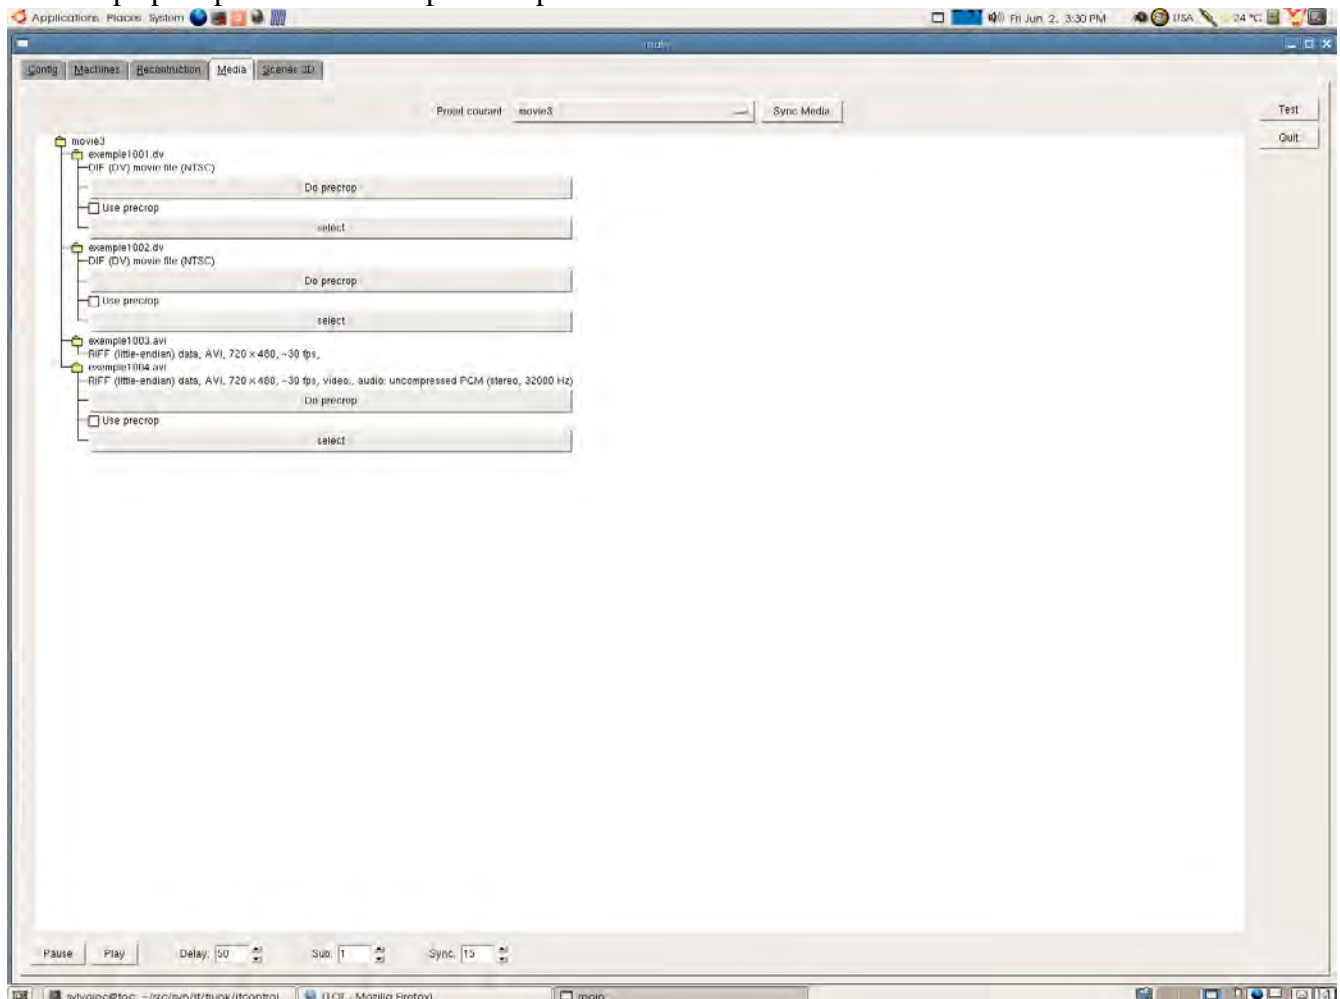 Applications Places System
Fri Jun 2, 3:30 PM USA 24 °C
main
Config Machines Reconstruction Media Scenes 3D
Projet courant movie3 Sync Media Test
Quit
movie3
exemple1001.dv
DIF (DV) movie file (NTSC)
Do precrop
Use precrop
select
exemple1002.dv
DIF (DV) movie file (NTSC)
Do precrop
Use precrop
select
exemple1003.avi
RIFF (little-endian) data, AVI, 720 x 480, ~30 fps,
exemple1004.avi
RIFF (little-endian) data, AVI, 720 x 480, ~30 fps, video:, audio: uncompressed PCM (stereo, 32000 Hz)
Do precrop
Use precrop
select
Pause Play Delay: 50 Sub: 1 Sync: 15
Mozilla Firefox main